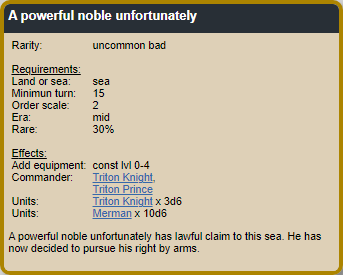 A powerful noble unfortunately
Rarity: uncommon bad
Requirements:
Land or sea: sea
Minimun turn: 15
Order scale: 2
Era: mid
Rare: 30%
Effects:
Add equipment: const lvl 0-4
Commander: Triton Knight,
Triton Prince
Units: Triton Knight x 3d6
Units: Merman x 10d6
A powerful noble unfortunately has lawful claim to this sea. He has
now decided to pursue his right by arms.